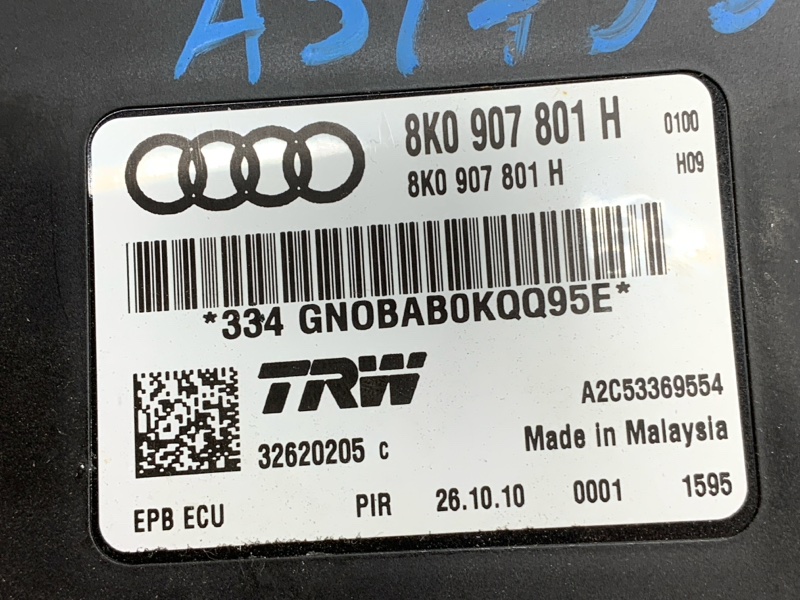 8K0 907 801 H 0100
8K0 907 801 H H09
*334 GNOBAB0KQQ95E*
TRW
A2C53369554
32620205 C
Made in Malaysia
EPB ECU PIR 26.10.10 0001 1595